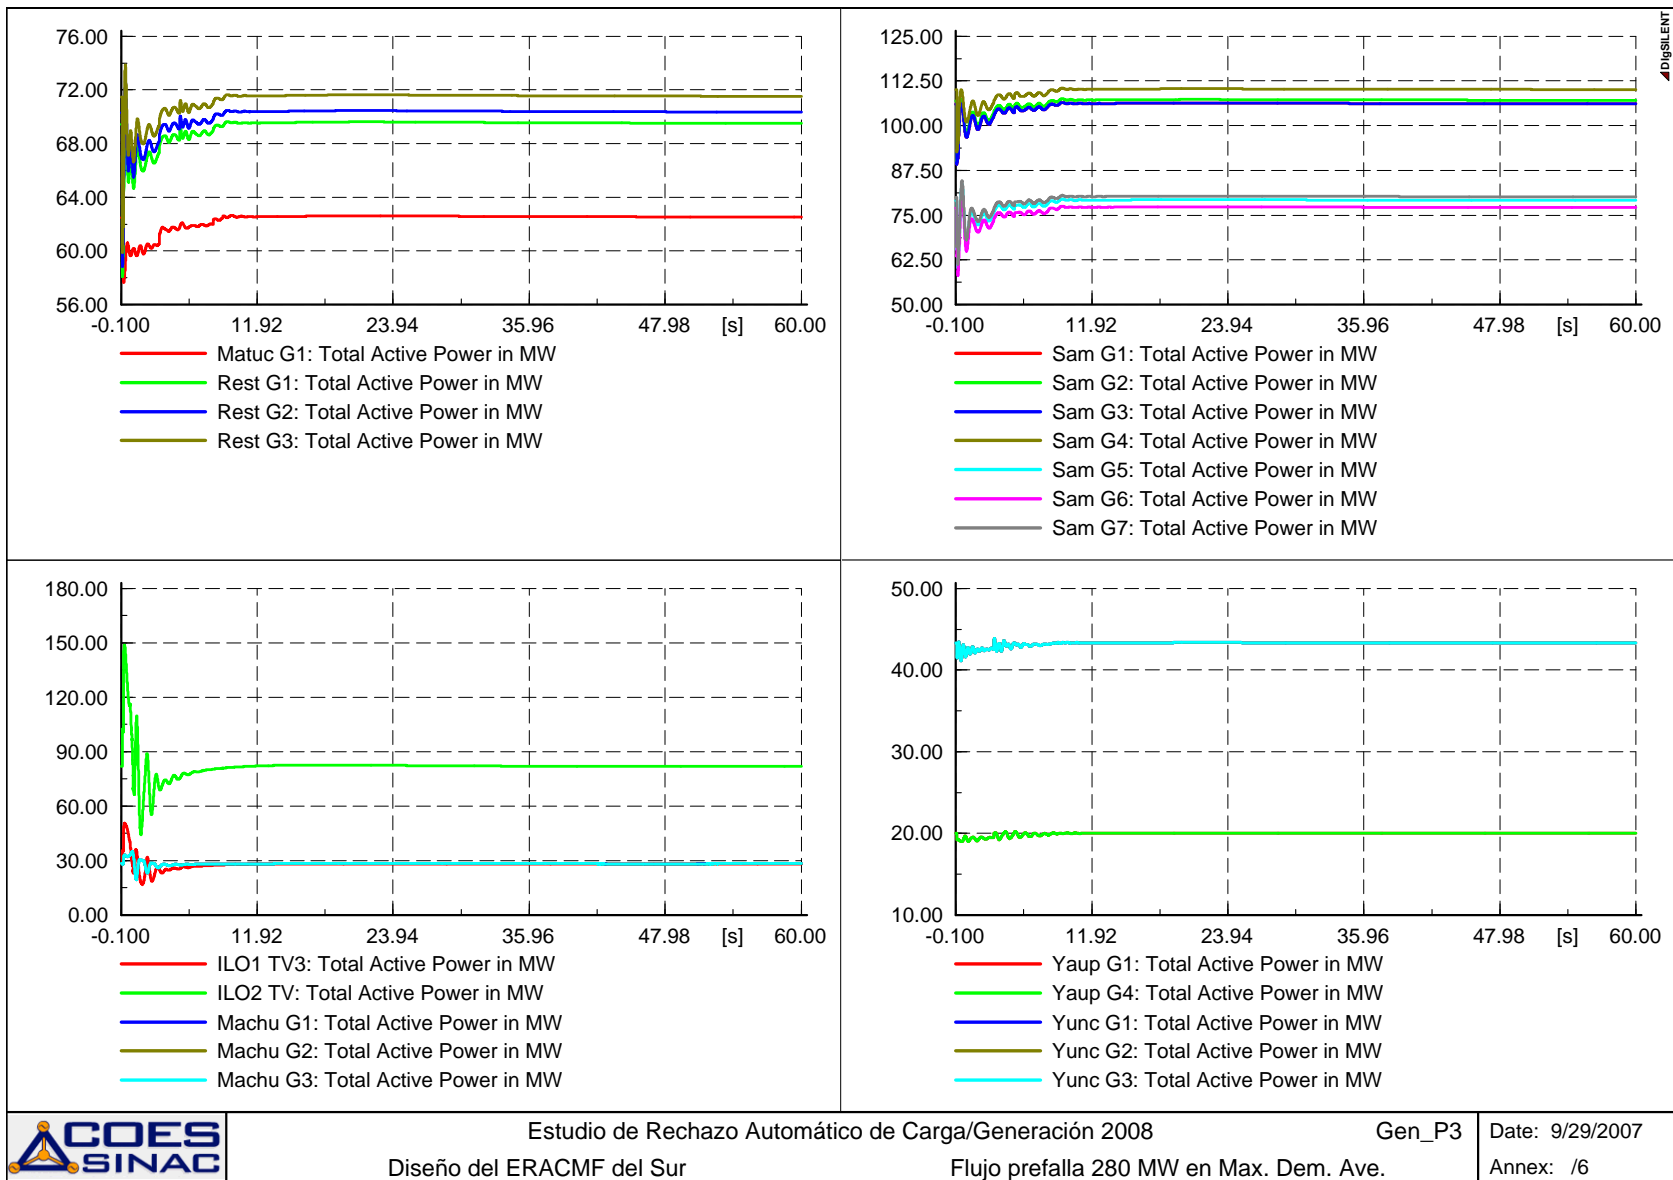 76.00
72.00
68.00
64.00
60.00
56.00
-0.100 11.92 23.94 35.96 47.98 [s] 60.00
Matuc G1: Total Active Power in MW
Rest G1: Total Active Power in MW
Rest G2: Total Active Power in MW
Rest G3: Total Active Power in MW
125.00
112.50
100.00
87.50
75.00
62.50
50.00
-0.100 11.92 23.94 35.96 47.98 [s] 60.00
Sam G1: Total Active Power in MW
Sam G2: Total Active Power in MW
Sam G3: Total Active Power in MW
Sam G4: Total Active Power in MW
Sam G5: Total Active Power in MW
Sam G6: Total Active Power in MW
Sam G7: Total Active Power in MW
DIgSILENT
180.00
150.00
120.00
90.00
60.00
30.00
0.00
-0.100 11.92 23.94 35.96 47.98 [s] 60.00
ILO1 TV3: Total Active Power in MW
ILO2 TV: Total Active Power in MW
Machu G1: Total Active Power in MW
Machu G2: Total Active Power in MW
Machu G3: Total Active Power in MW
50.00
40.00
30.00
20.00
10.00
-0.100 11.92 23.94 35.96 47.98 [s] 60.00
Yaup G1: Total Active Power in MW
Yaup G4: Total Active Power in MW
Yunc G1: Total Active Power in MW
Yunc G2: Total Active Power in MW
Yunc G3: Total Active Power in MW
COES
SINAC
Estudio de Rechazo Automático de Carga/Generación 2008 Gen_P3
Diseño del ERACMF del Sur Flujo prefalla 280 MW en Max. Dem. Ave.
Date: 9/29/2007
Annex: /6